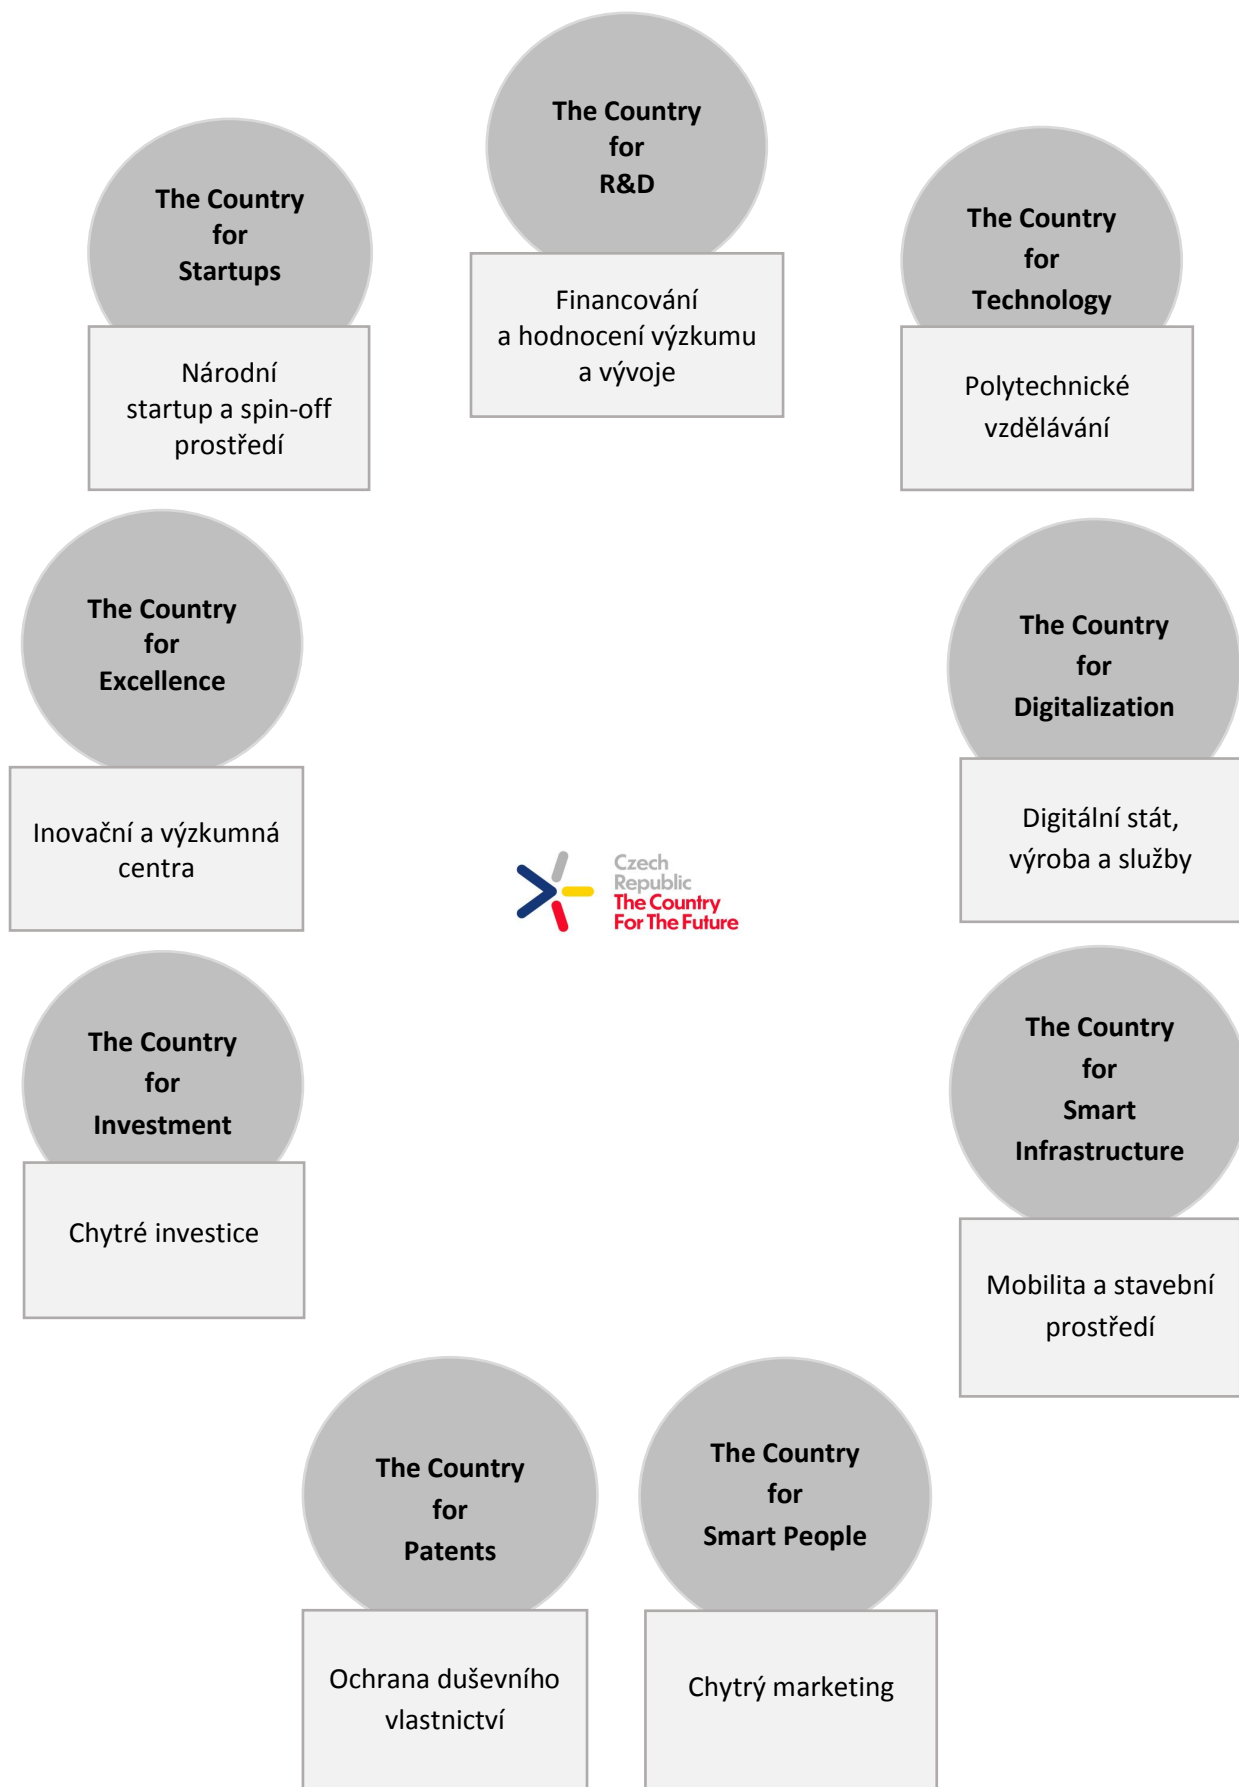 The Country
for
R&D
Financování
a hodnocení výzkumu
a vývoje
The Country
for
Startups
Národní
startup a spin-off
prostředí
The Country
for
Technology
Polytechnické
vzdělávání
The Country
for
Excellence
Inovační a výzkumná
centra
The Country
for
Digitalization
Digitální stát,
výroba a služby
Czech
Republic
The Country
For The Future
The Country
for
Investment
Chytré investice
The Country
for
Smart
Infrastructure
Mobilita a stavební
prostředí
The Country
for
Patents
Ochrana duševního
vlastnictví
The Country
for
Smart People
Chytrý marketing